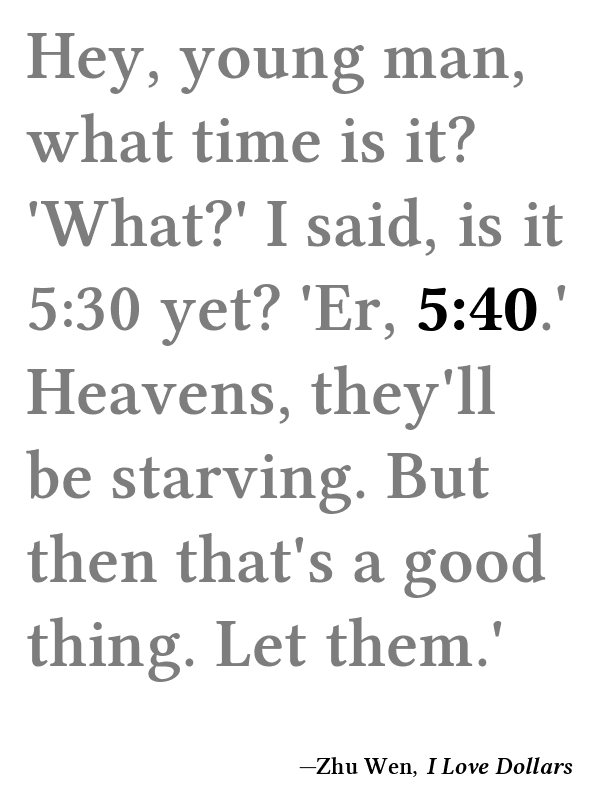 Hey, young man,
what time is it?
'What?' I said, is it
5:30 yet? 'Er, 5:40.'
Heavens, they'll
be starving. But
then that's a good
thing. Let them.'
—Zhu Wen, I Love Dollars